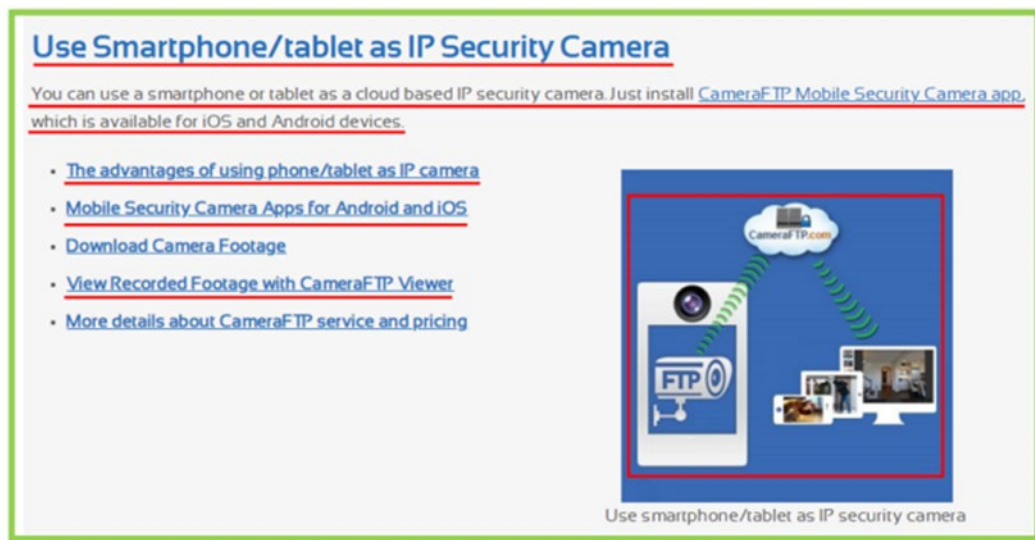 Use Smartphone/tablet as IP Security Camera
You can use a smartphone or tablet as a cloud based IP security camera. Just install CameraFTP Mobile Security Camera app,
which is available for iOS and Android devices.
The advantages of using phone/tablet as IP camera
Mobile Security Camera Apps for Android and iOS
Download Camera Footage
View Recorded Footage with CameraFTP Viewer
More details about CameraFTP service and pricing
CameraFTP.com
FTP
Use smartphone/tablet as IP security camera